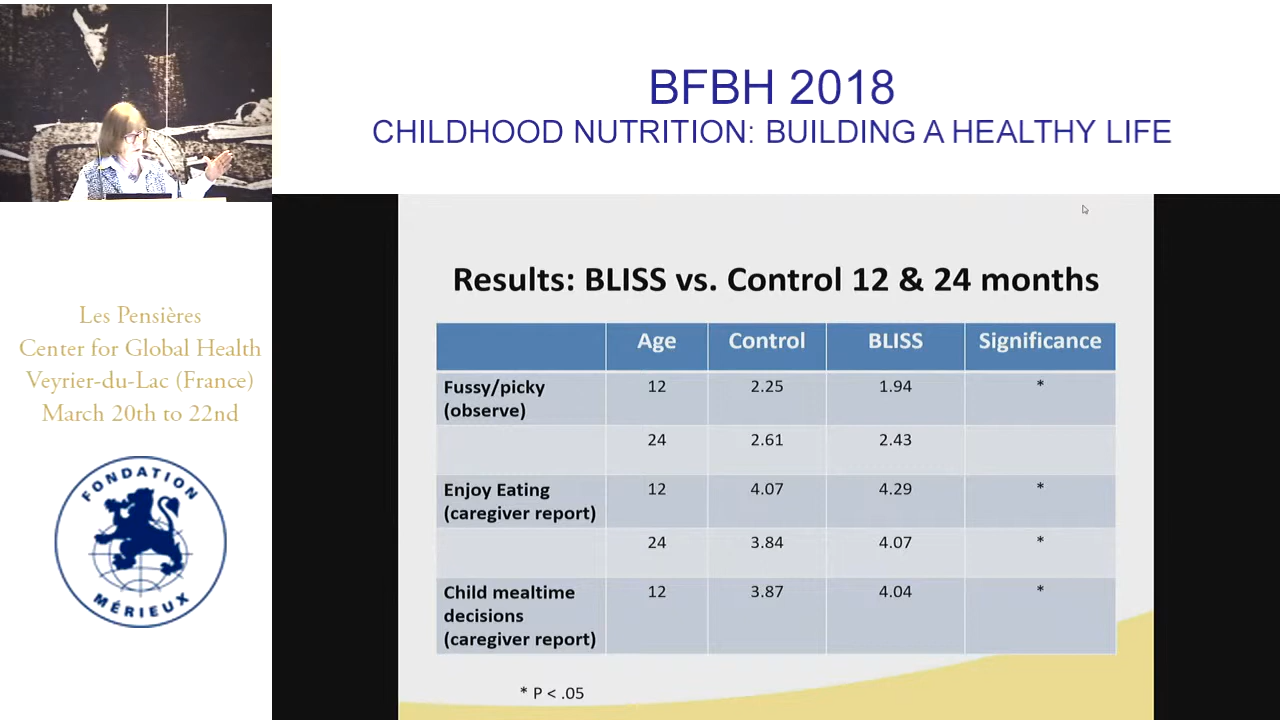 BFBH 2018
CHILDHOOD NUTRITION: BUILDING A HEALTHY LIFE
Les Pensières
Center for Global Health
Veyrier-du-Lac (France)
March 20th to 22nd
FONDATION
MÉRIEUX
Results: BLISS vs. Control 12 & 24 months
Age Control BLISS Significance
Fussy/picky 12 2.25 1.94 *
(observe)
24 2.61 2.43
Enjoy Eating 12 4.07 4.29 *
(caregiver report)
24 3.84 4.07 *
Child mealtime 12 3.87 4.04 *
decisions
(caregiver report)
* P < .05